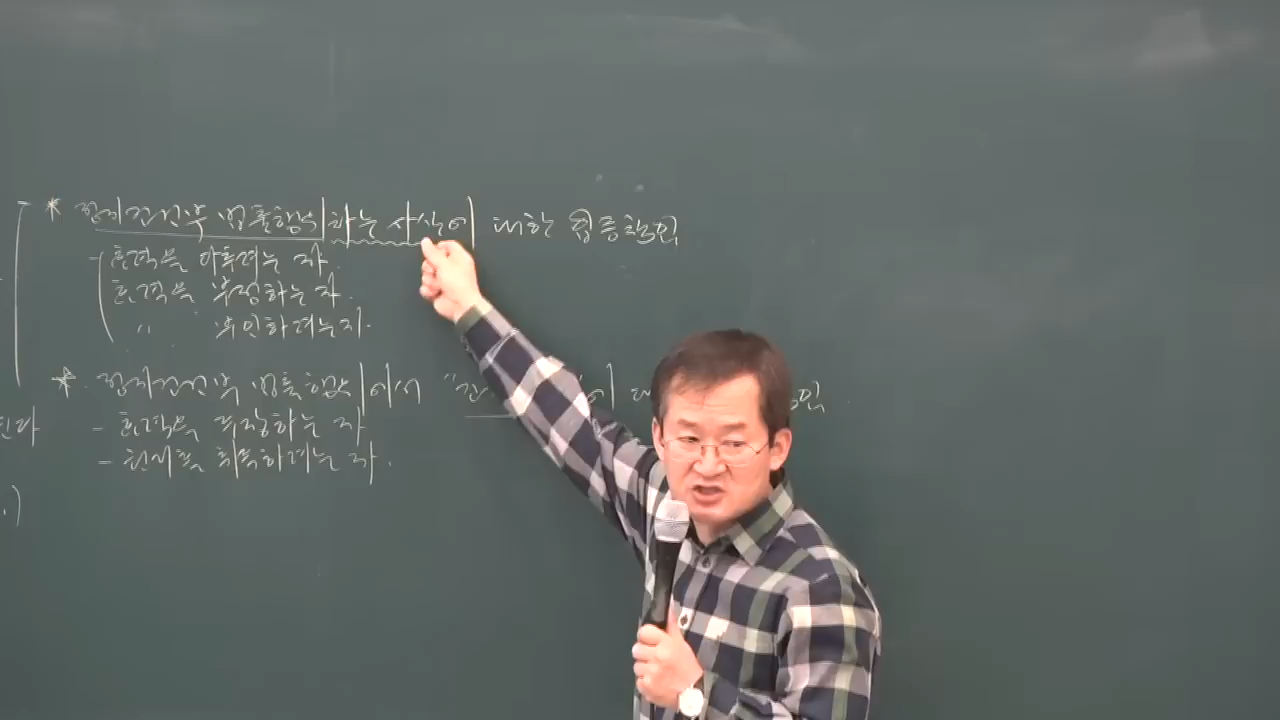 * 정지조건부 법률행위 하는 사실에 대한 입증책임
- 효력을 다투려는 자.
효력을 부정하는 자.
〃 부인하려는 자.
* 정지조건부 법률행위에서
- 효력을 주장하는 자
- 권리를 취득하려는 자.